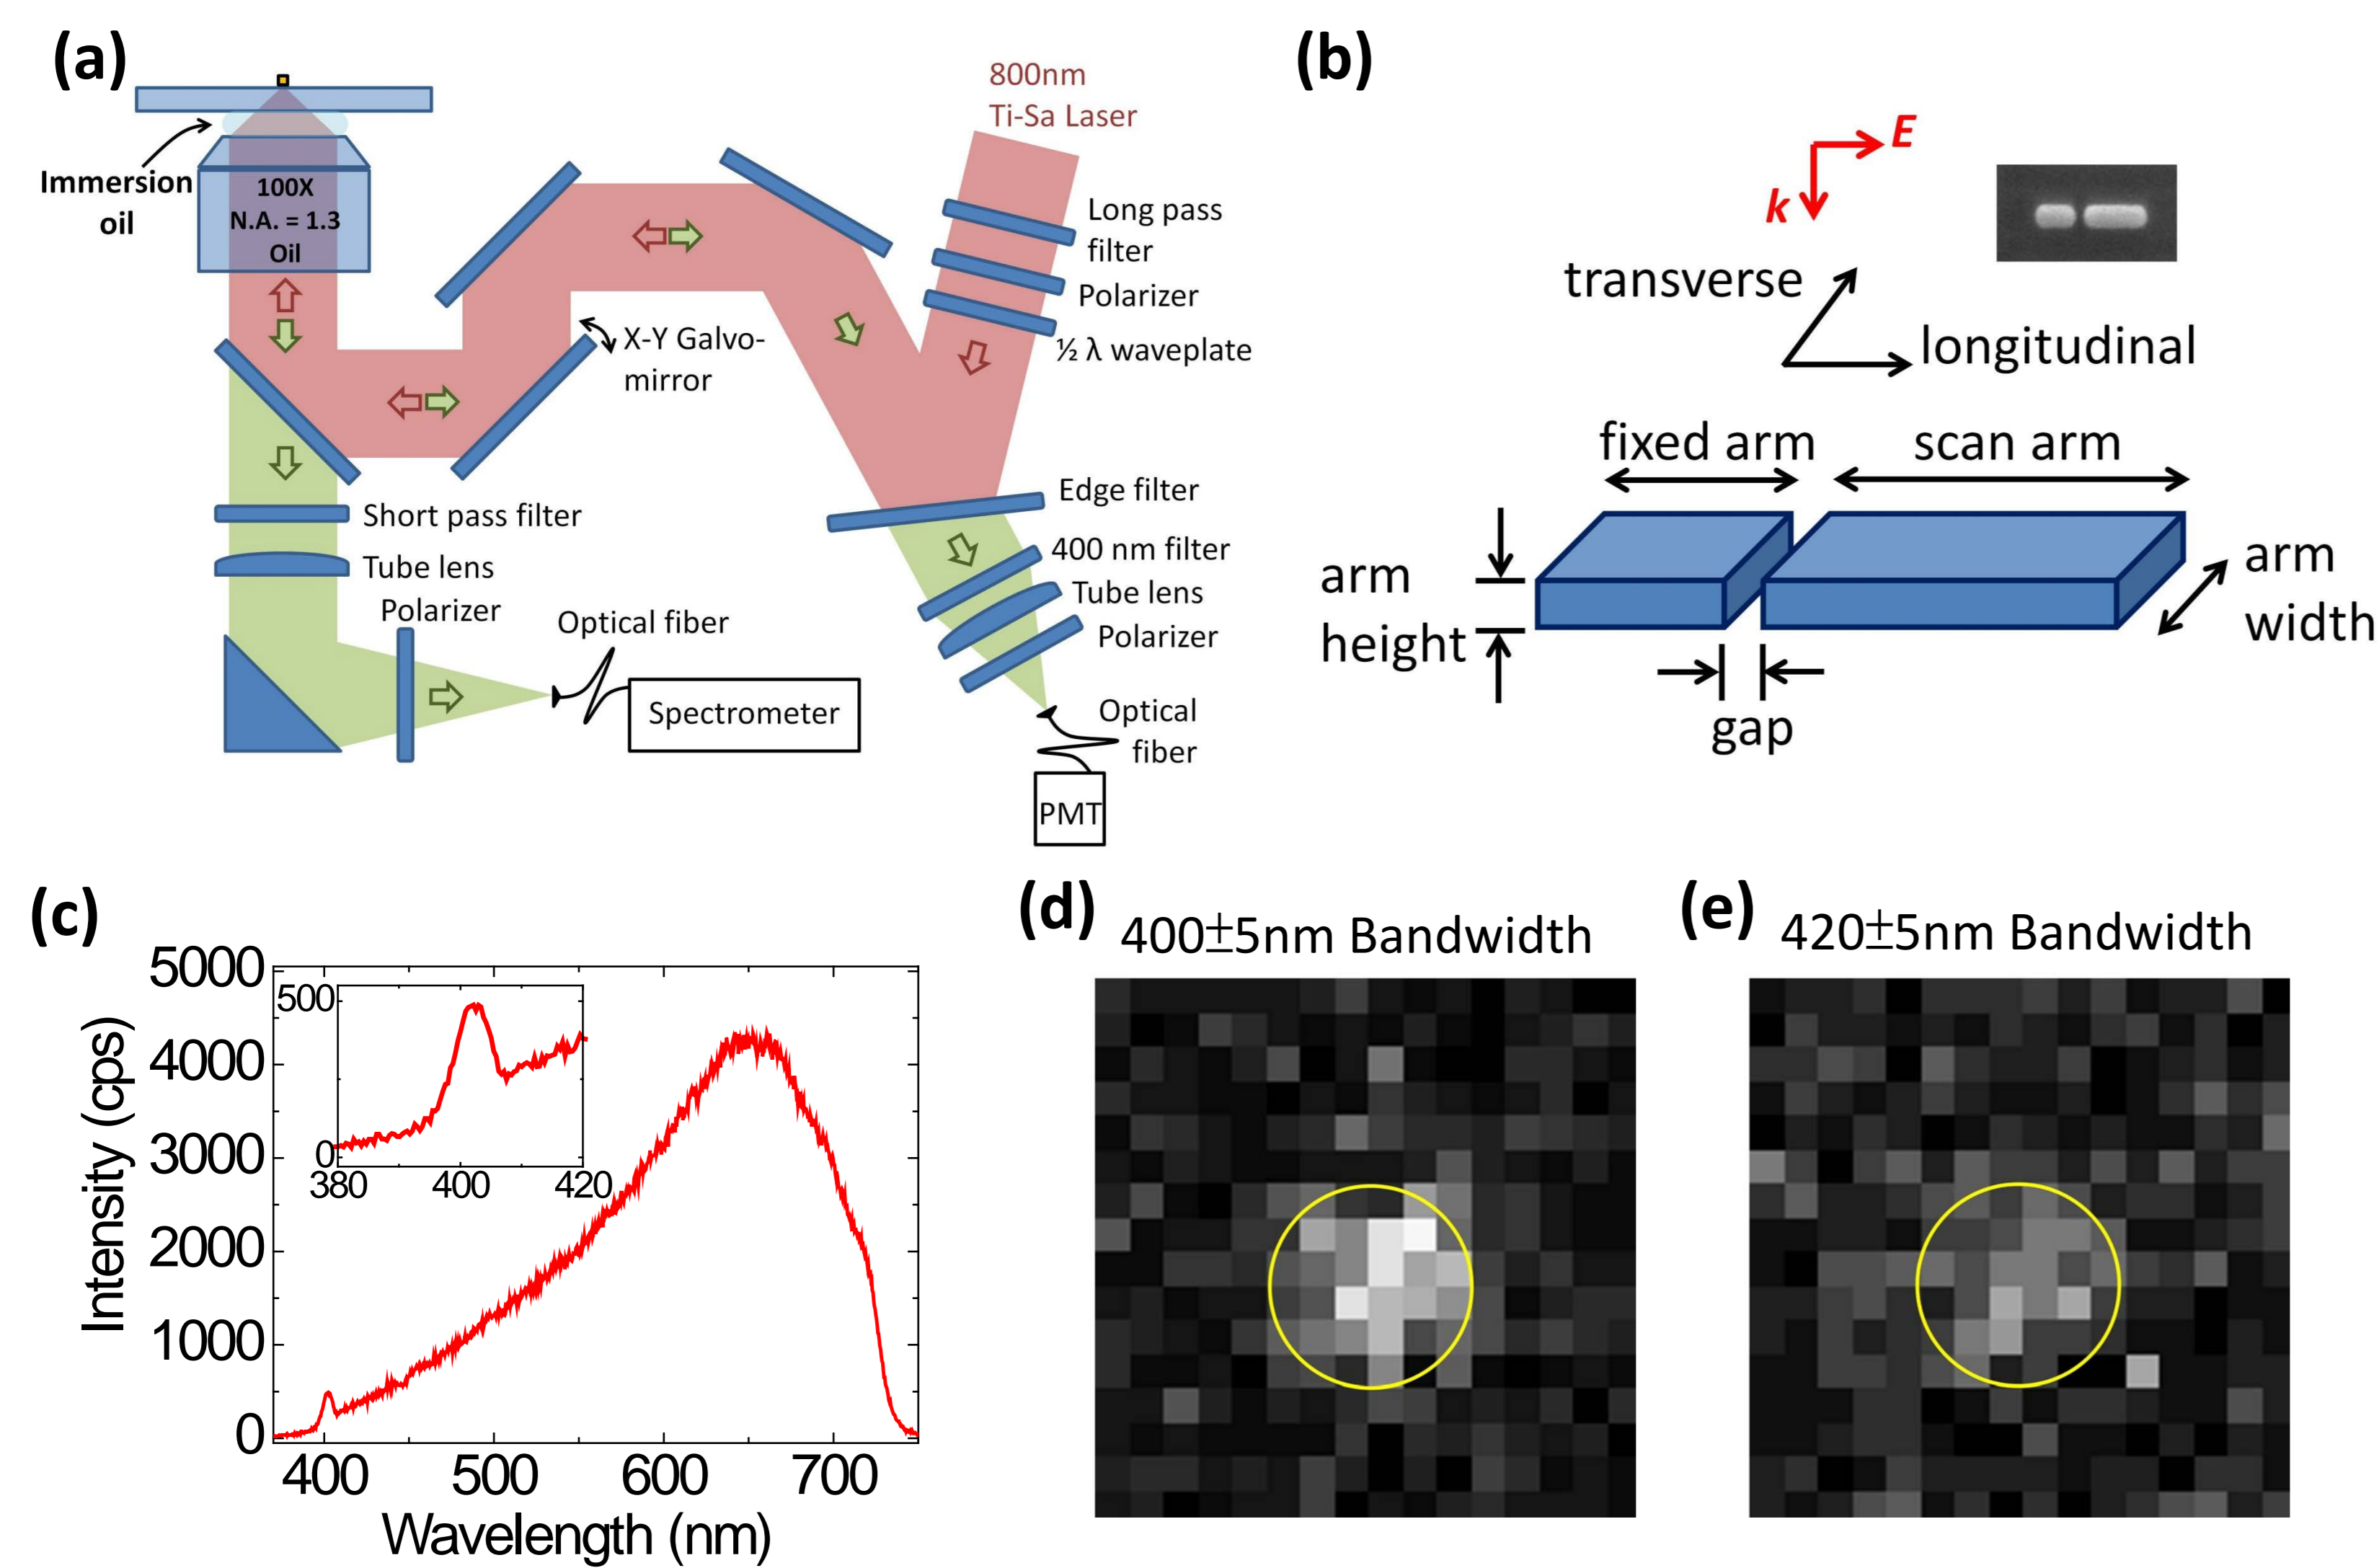 (a)
800nm
Ti-Sa Laser
Immersion
oil
100X
N.A. = 1.3
Oil
Long pass
filter
Polarizer
½ λ waveplate
X-Y Galvo-
mirror
Short pass filter
Tube lens
Polarizer
Optical fiber
Spectrometer
Edge filter
400 nm filter
Tube lens
Polarizer
Optical
fiber
PMT
(b)
E
k
transverse
longitudinal
fixed arm
scan arm
arm
height
arm
width
gap
(c)
Intensity (cps)
5000
4000
3000
2000
1000
0
500
0
380 400 420
400 500 600 700
Wavelength (nm)
(d)
400±5nm Bandwidth
(e)
420±5nm Bandwidth